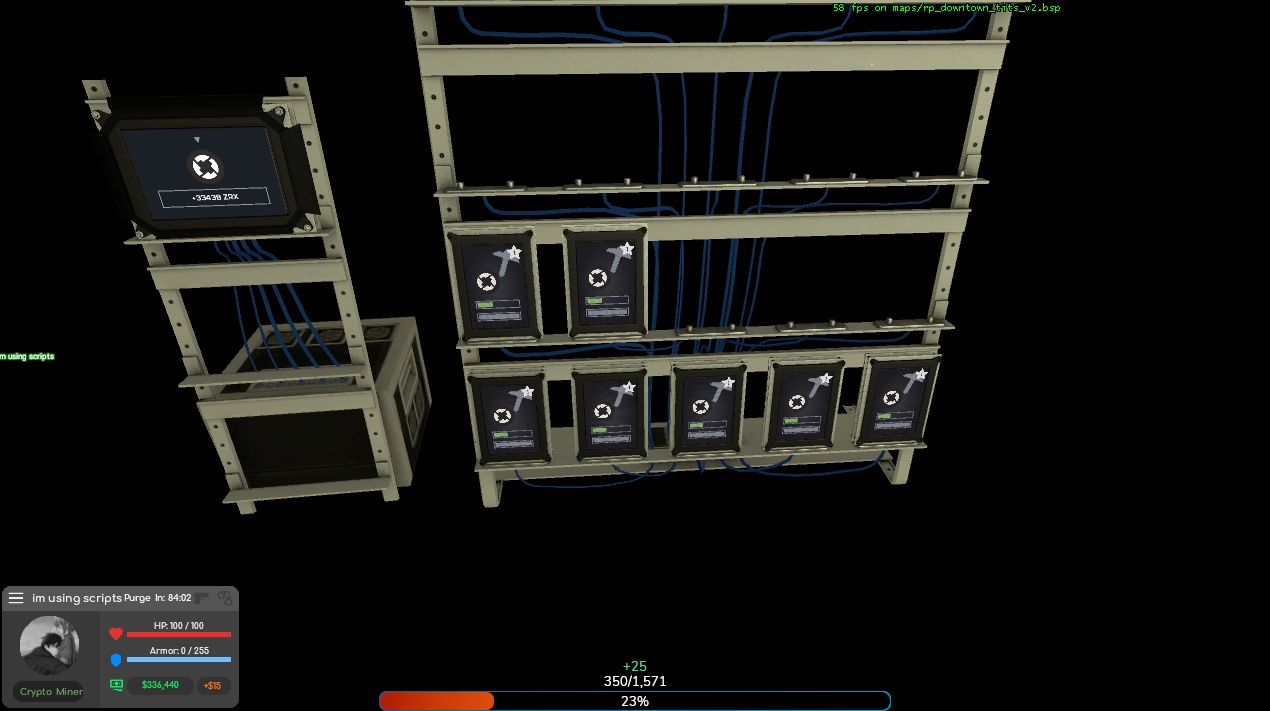 58 fps on maps/rp_downtown_tits_v2.bsp
+33438 ZRX
m using scripts
im using scripts Purge In: 84:02
HP: 100 / 100
Armor: 0 / 255
Crypto Miner
$336,440
+$15
+25
350/1,571
23%